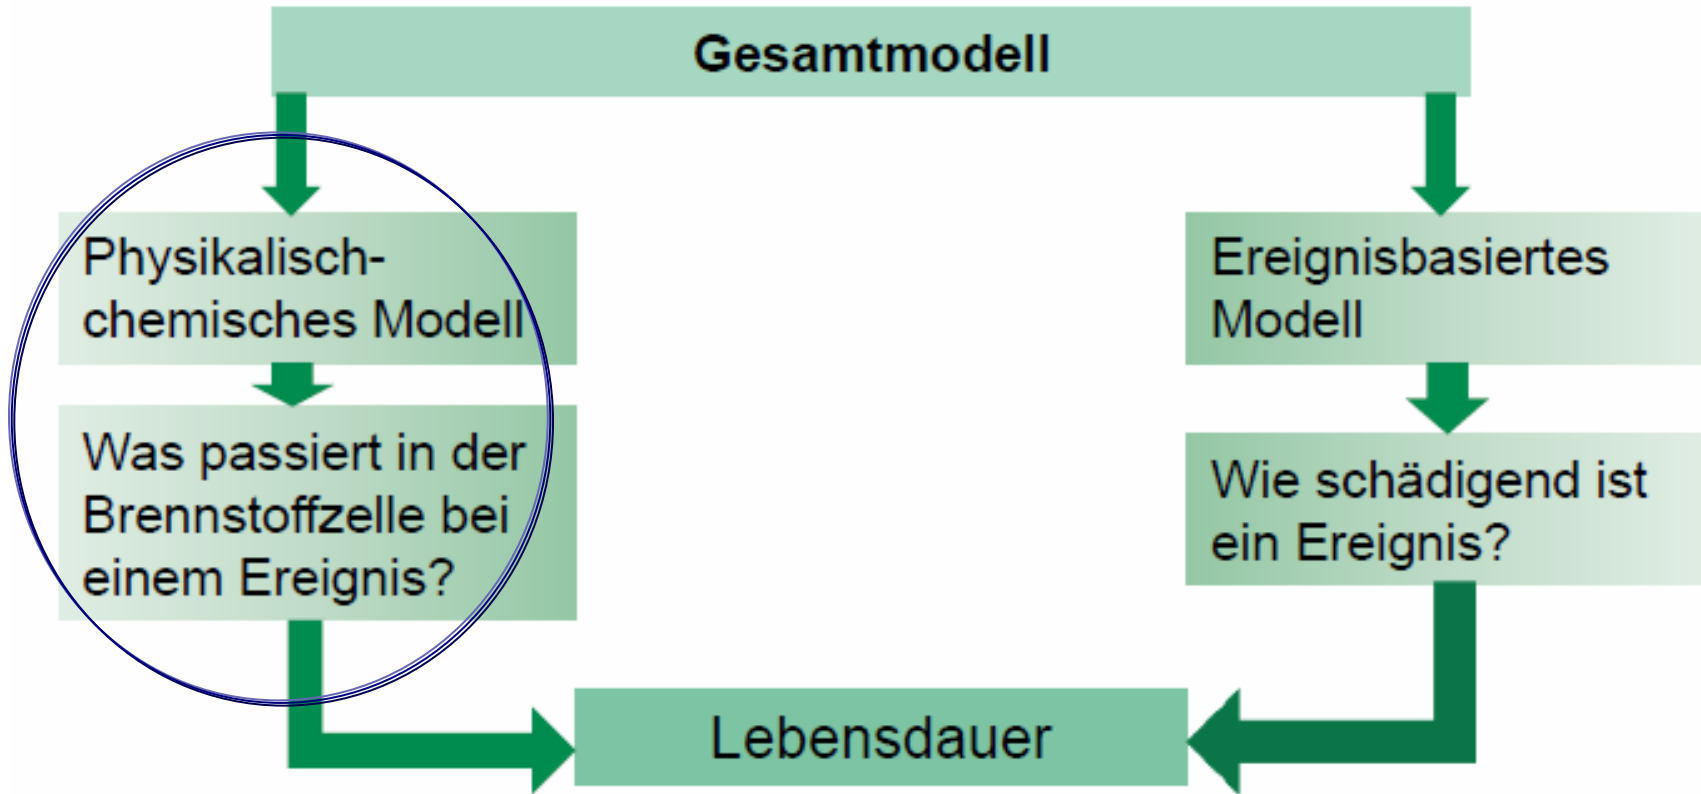 Gesamtmodell
Physikalisch-
chemisches Modell
Was passiert in der
Brennstoffzelle bei
einem Ereignis?
Ereignisbasiertes
Modell
Wie schädigend ist
ein Ereignis?
Lebensdauer